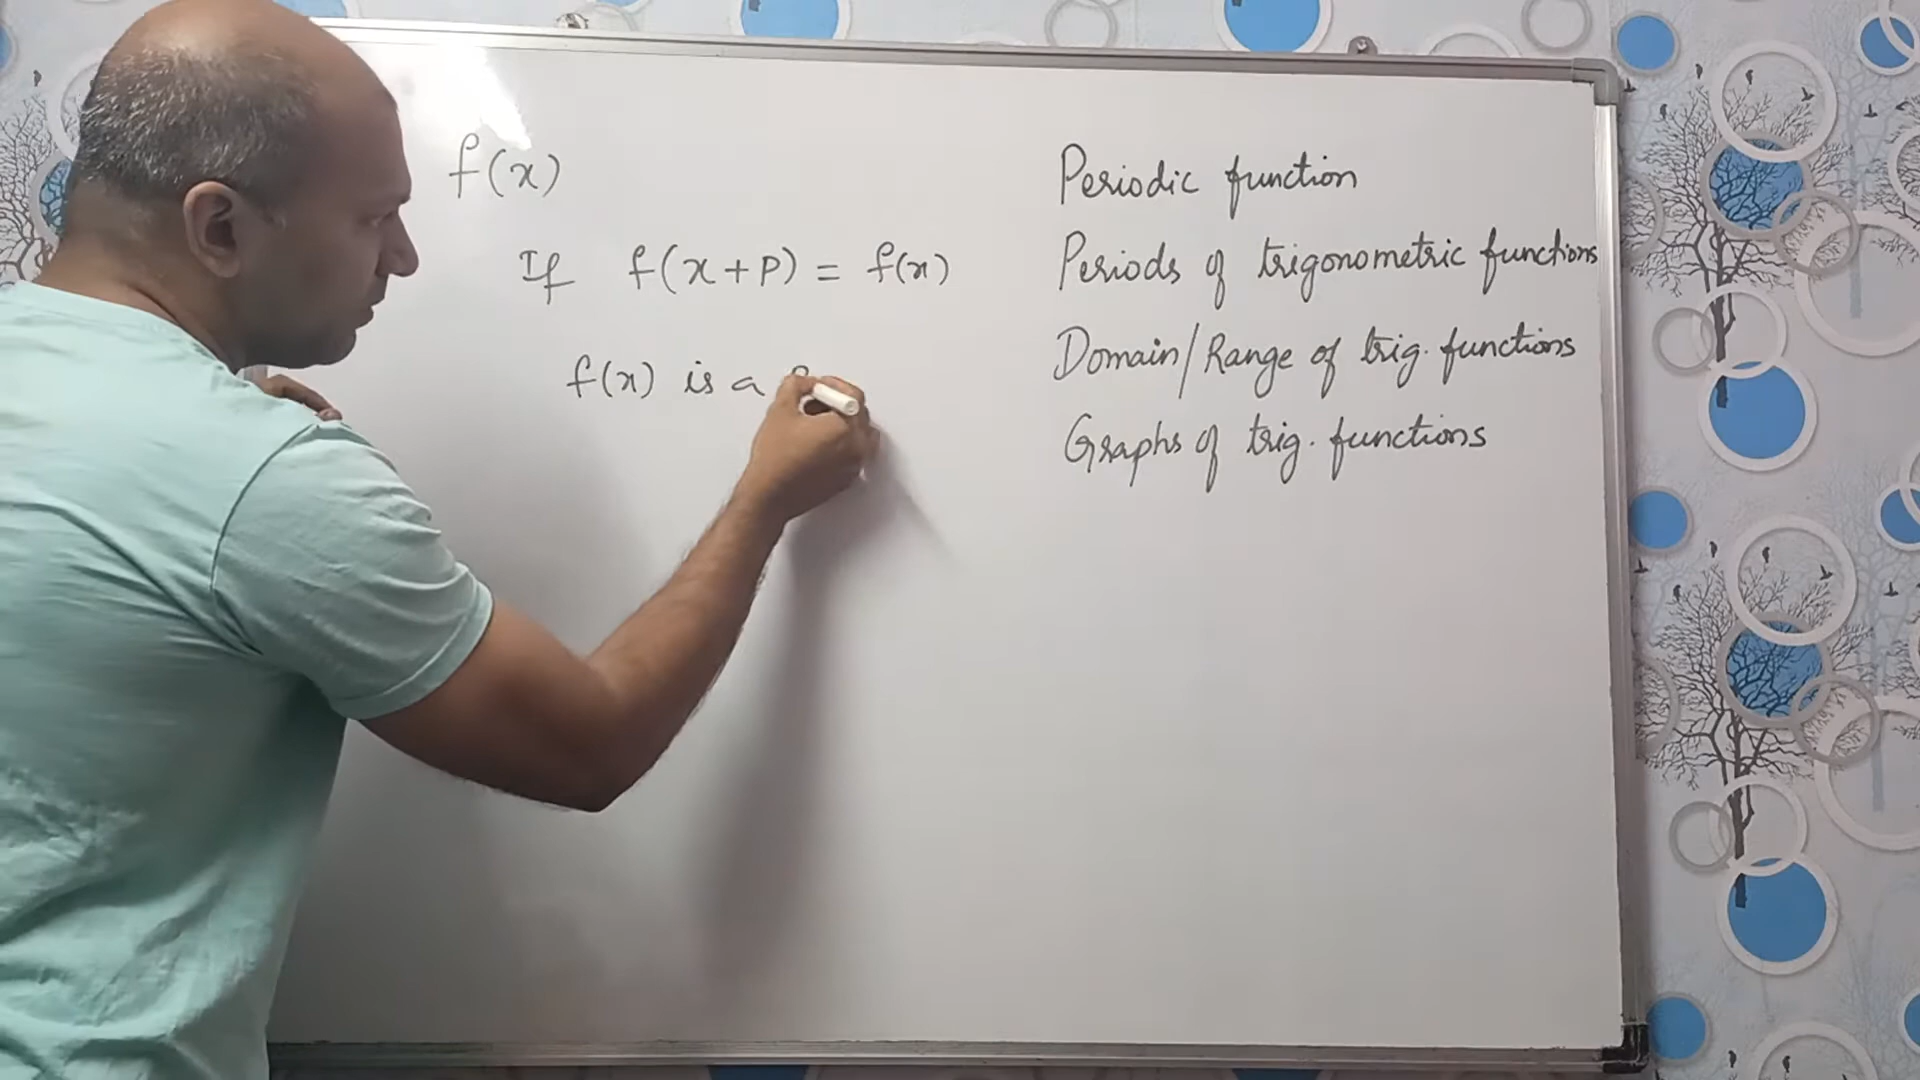 f(x)
If f(x+p) = f(x)
f(x) is a
Periodic function
Periods of trigonometric functions
Domain/Range of trig. functions
Graphs of trig. functions